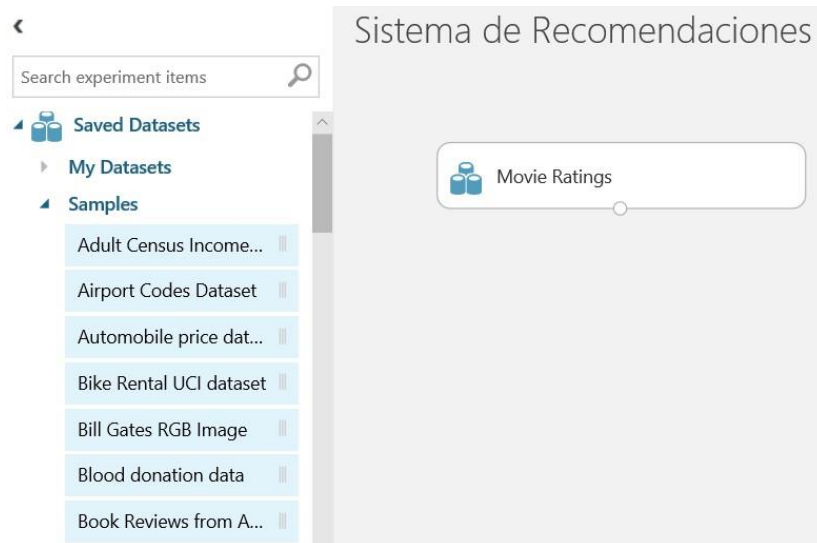 Sistema de Recomendaciones
Search experiment items
Saved Datasets
My Datasets
Samples
Adult Census Income...
Airport Codes Dataset
Automobile price dat...
Bike Rental UCI dataset
Bill Gates RGB Image
Blood donation data
Book Reviews from A...
Movie Ratings